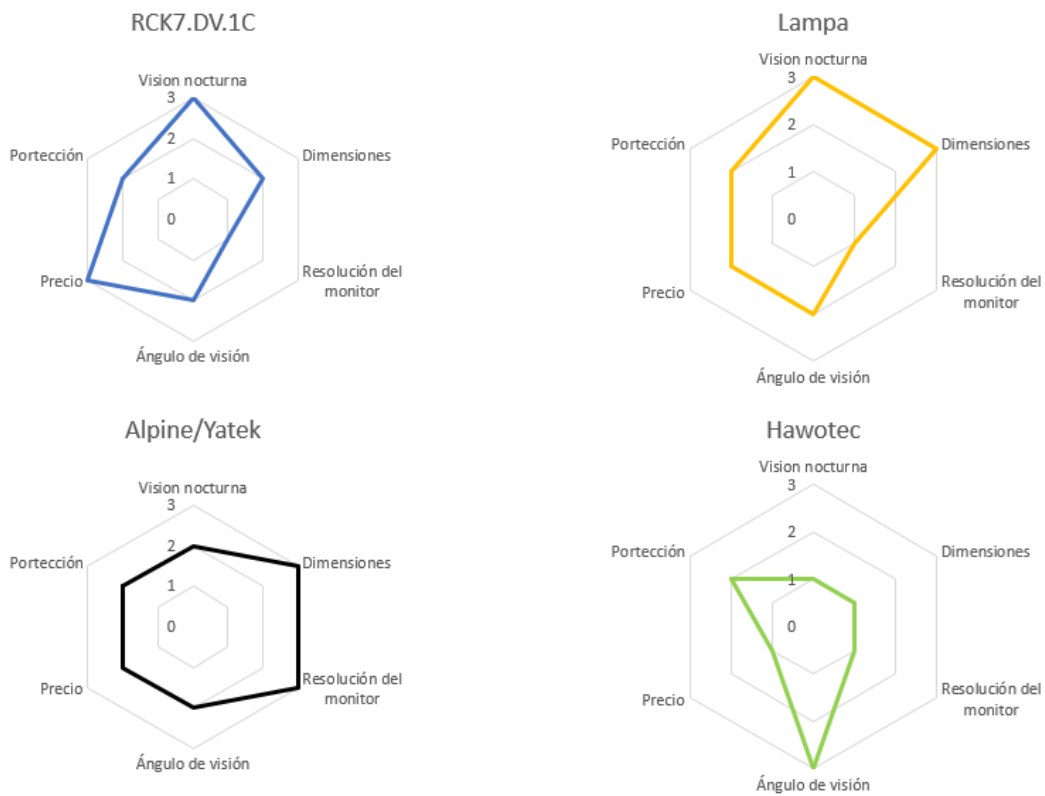 RCK7.DV.1C
Vision nocturna
3
2
1
0
Dimensiones
Resolución del
monitor
Ángulo de visión
Precio
Portección
Lampa
Vision nocturna
3
2
1
0
Dimensiones
Resolución del
monitor
Ángulo de visión
Precio
Portección
Alpine/Yatek
Vision nocturna
3
2
1
0
Dimensiones
Resolución del
monitor
Ángulo de visión
Precio
Portección
Hawotec
Vision nocturna
3
2
1
0
Dimensiones
Resolución del
monitor
Ángulo de visión
Precio
Portección